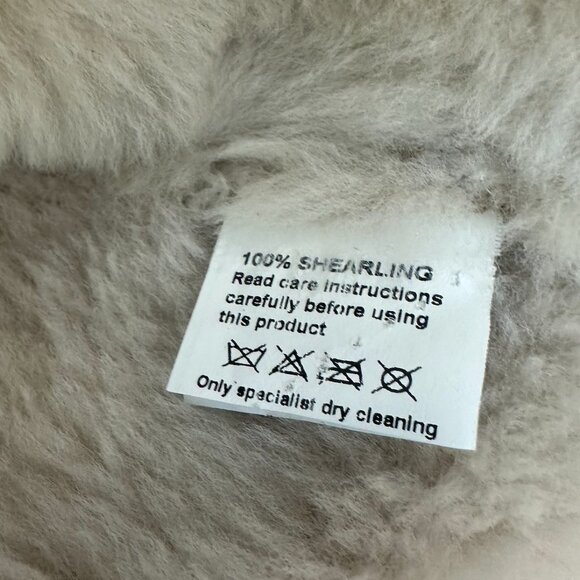 100% SHEARLING
Read care instructions
carefully before using
this product
Only specialist dry cleaning